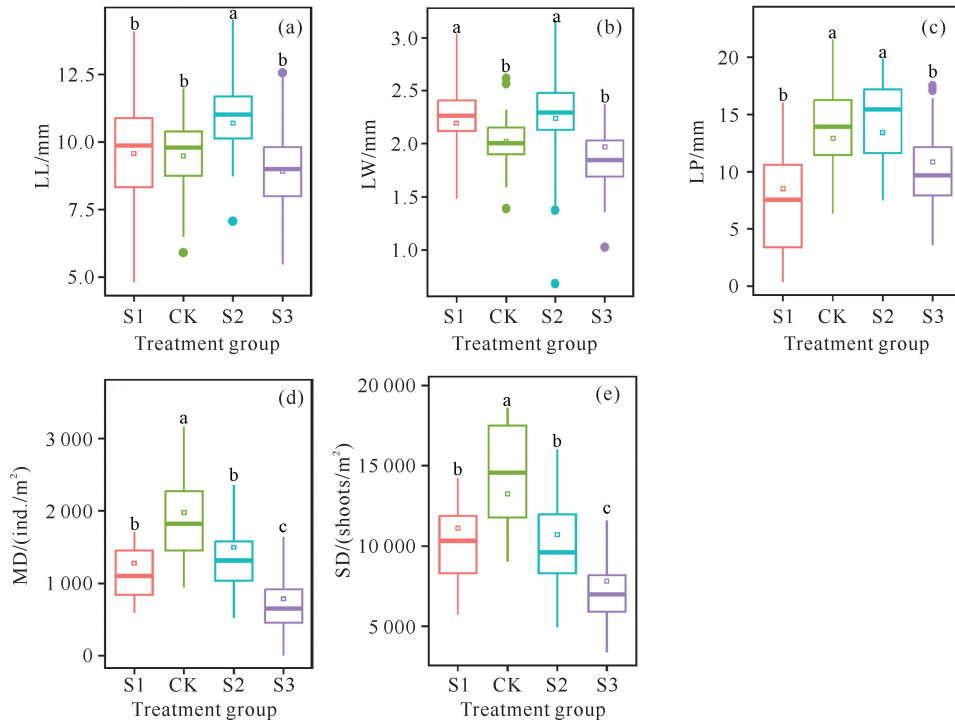 (a)
b
b
a
b
12.5
10.0
7.5
5.0
LL/mm
S1 CK S2 S3
Treatment group
(b)
a
b
a
b
3.0
2.5
2.0
1.5
1.0
LW/mm
S1 CK S2 S3
Treatment group
(c)
b
a
a
b
20
15
10
5
0
LP/mm
S1 CK S2 S3
Treatment group
(d)
b
a
b
c
3 000
2 000
1 000
0
MD/(ind./m²)
S1 CK S2 S3
Treatment group
(e)
b
a
b
c
20 000
15 000
10 000
5 000
SD/(shoots/m²)
S1 CK S2 S3
Treatment group